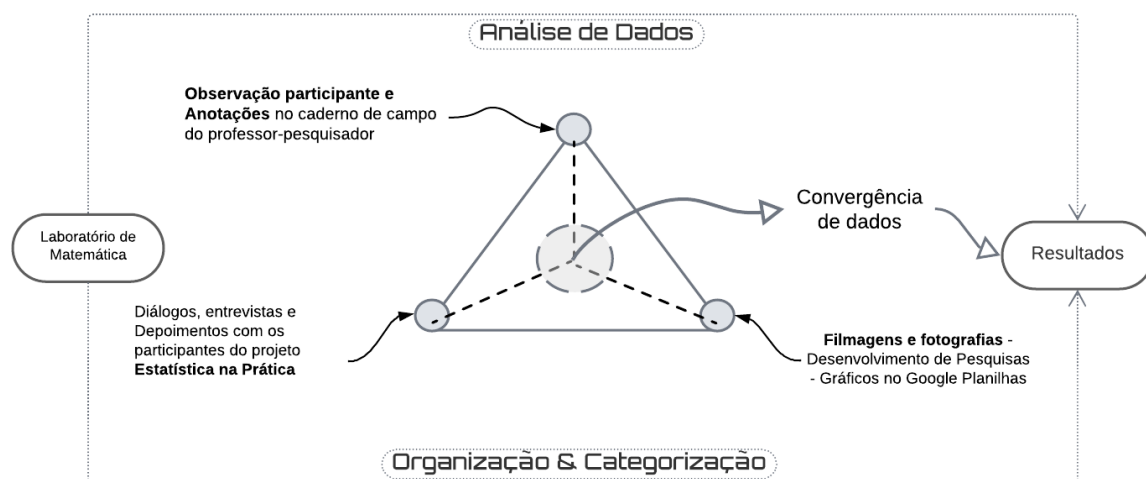 Análise de Dados
Observação participante e
Anotações no caderno de campo
do professor-pesquisador
Convergência
de dados
Laboratório de
Matemática
Resultados
Diálogos, entrevistas e
Depoimentos com os
participantes do projeto
Estatística na Prática
Filmagens e fotografias -
Desenvolvimento de Pesquisas
- Gráficos no Google Planilhas
Organização & Categorização